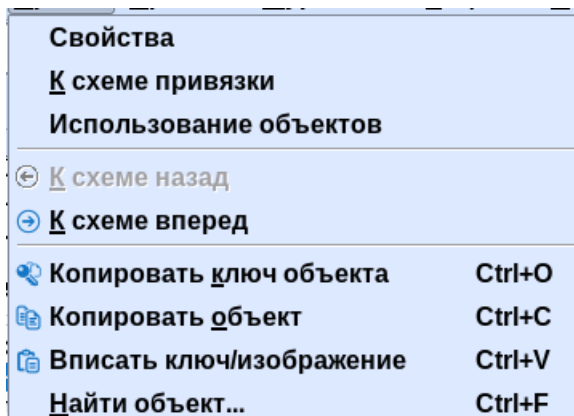 Свойства
К схеме привязки
Использование объектов
К схеме назад
К схеме вперед
Копировать ключ объекта Ctrl+O
Копировать объект Ctrl+C
Вписать ключ/изображение Ctrl+V
Найти объект... Ctrl+F